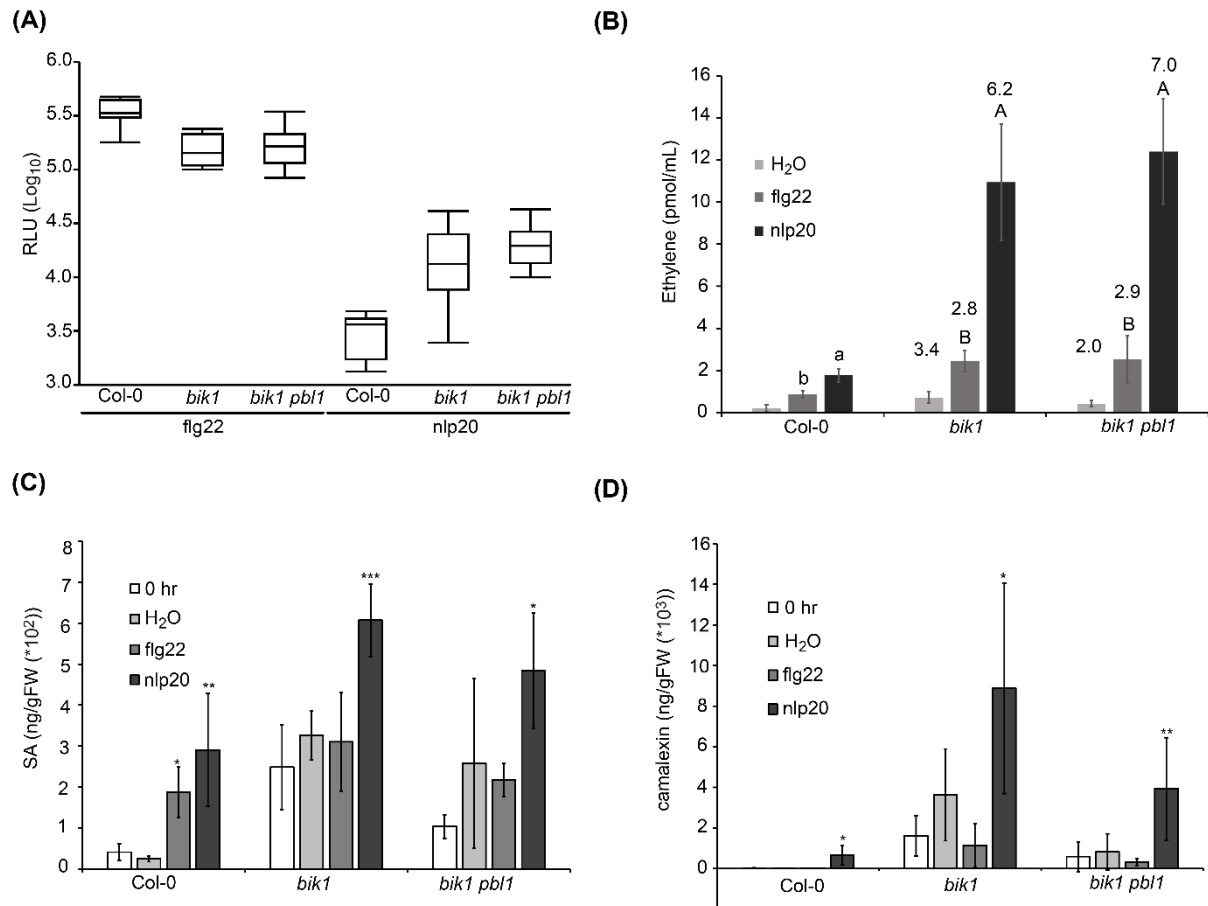 (A)
RLU (Log10)
6.0
5.5
5.0
4.5
4.0
3.5
3.0
Col-0 bik1 bik1 pbl1 Col-0 bik1 bik1 pbl1
flg22 nlp20
(B)
Ethylene (pmol/mL)
16
14
12
10
8
6
4
2
0
H2O
flg22
nlp20
b
a
3.4
2.8
B
6.2
A
2.0
2.9
B
7.0
A
Col-0 bik1 bik1 pbl1
(C)
SA (ng/gFW (*102))
8
7
6
5
4
3
2
1
0
0 hr
H2O
flg22
nlp20
*
**
***
*
Col-0 bik1 bik1 pbl1
(D)
camalexin (ng/gFW (*103))
16
14
12
10
8
6
4
2
0
0 hr
H2O
flg22
nlp20
*
*
**
Col-0 bik1 bik1 pbl1